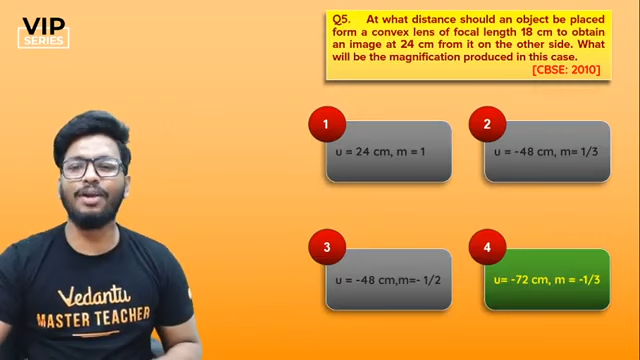 VIP
SERIES
Q5. At what distance should an object be placed
form a convex lens of focal length 18 cm to obtain
an image at 24 cm from it on the other side. What
will be the magnification produced in this case.
[CBSE: 2010]
1
u = 24 cm, m = 1
2
u = -48 cm, m= 1/3
3
u = -48 cm,m=- 1/2
4
u= -72 cm, m = -1/3
Vedantu
MASTER TEACHER